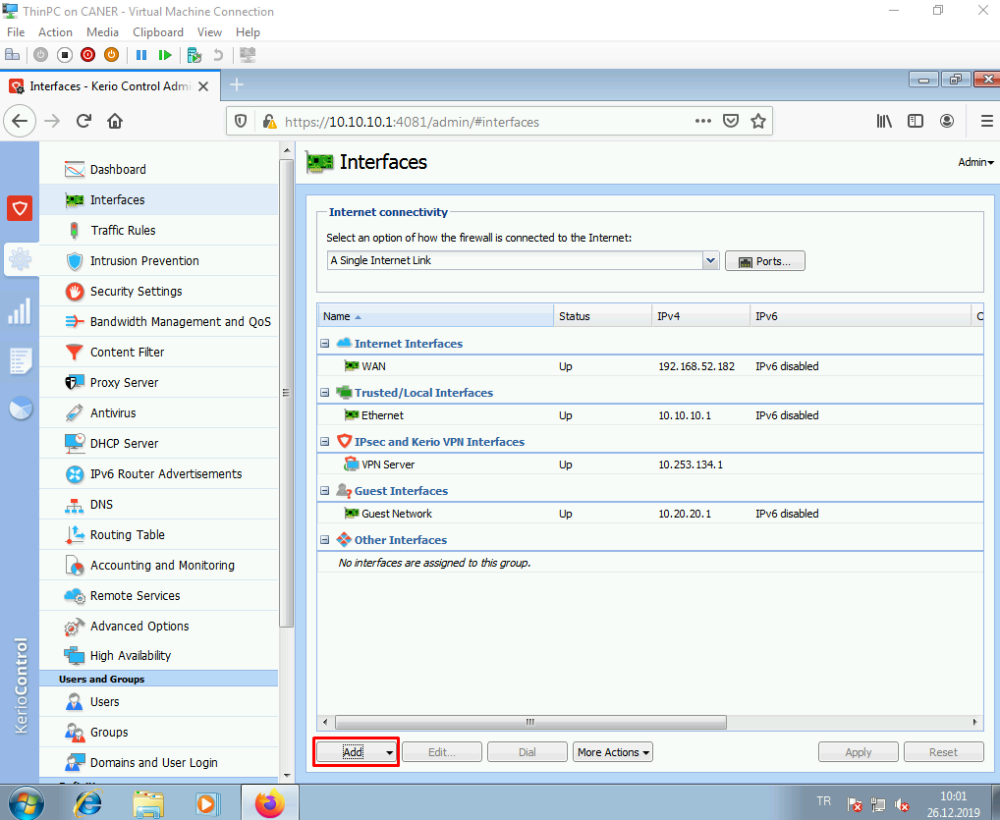 ThinPC on CANER - Virtual Machine Connection
File Action Media Clipboard View Help
Interfaces - Kerio Control Admi
https://10.10.10.1:4081/admin/#interfaces
Dashboard
Interfaces
Traffic Rules
Intrusion Prevention
Security Settings
Bandwidth Management and QoS
Content Filter
Proxy Server
Antivirus
DHCP Server
IPv6 Router Advertisements
DNS
Routing Table
Accounting and Monitoring
Remote Services
Advanced Options
High Availability
Users and Groups
Users
Groups
Domains and User Login
KerioControl
Interfaces
Admin
Internet connectivity
Select an option of how the firewall is connected to the Internet:
A Single Internet Link Ports...
Name Status IPv4 IPv6 C
Internet Interfaces
WAN Up 192.168.52.182 IPv6 disabled
Trusted/Local Interfaces
Ethernet Up 10.10.10.1 IPv6 disabled
IPsec and Kerio VPN Interfaces
VPN Server Up 10.253.134.1
Guest Interfaces
Guest Network Up 10.20.20.1 IPv6 disabled
Other Interfaces
No interfaces are assigned to this group.
Add Edit... Dial More Actions Apply Reset
TR 10:01
26.12.2019